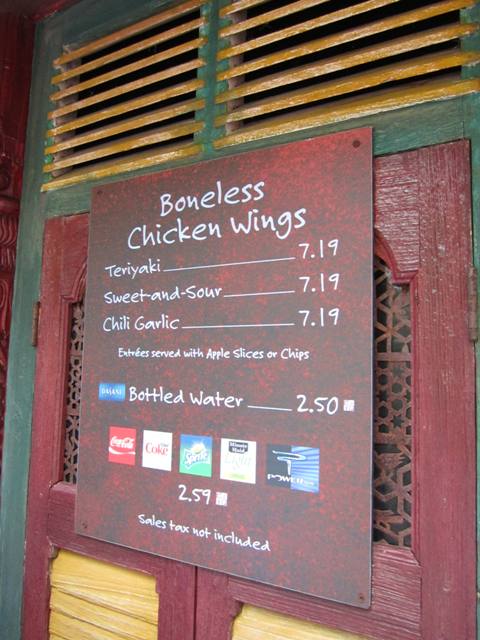 Boneless
Chicken Wings
Teriyaki 7.19
Sweet-and-Sour 7.19
Chili Garlic 7.19
Entrées served with Apple Slices or Chips
DASANI Bottled Water 2.50
Coca-Cola Coke Sprite Minute Maid Light POWERADE
2.59
Sales tax not included